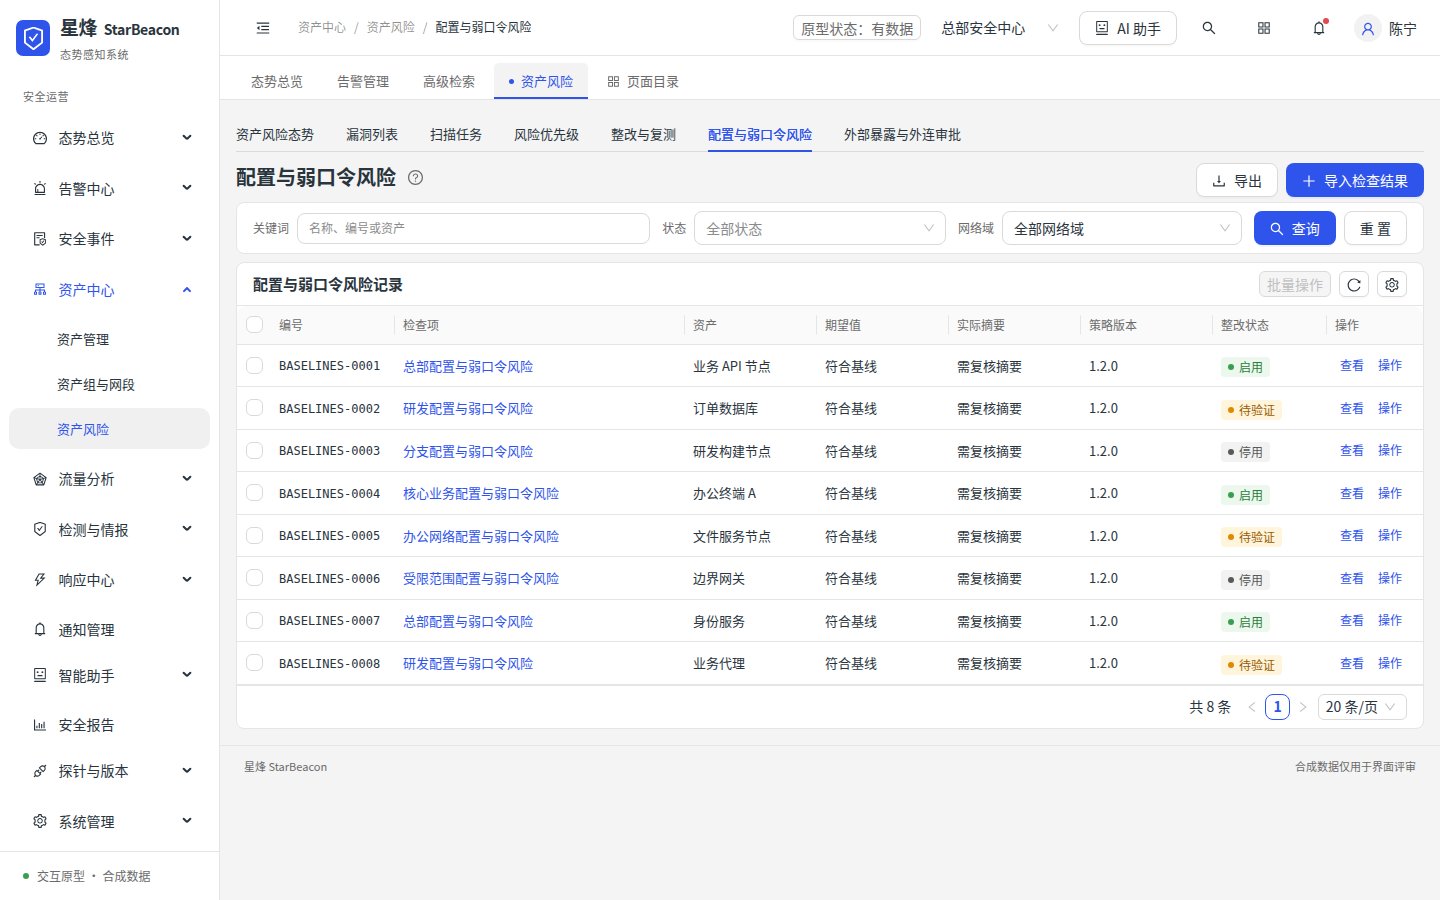 星烽 StarBeacon
态势感知系统
安全运营
态势总览
告警中心
安全事件
资产中心
资产管理
资产组与网段
资产风险
流量分析
检测与情报
响应中心
通知管理
智能助手
安全报告
探针与版本
系统管理
交互原型 · 合成数据
资产中心 / 资产风险 / 配置与弱口令风险
原型状态：有数据
总部安全中心
AI 助手
陈宁
态势总览 告警管理 高级检索 资产风险 页面目录
资产风险态势 漏洞列表 扫描任务 风险优先级 整改与复测 配置与弱口令风险 外部暴露与外连审批
配置与弱口令风险
导出
导入检查结果
关键词 名称、编号或资产 状态 全部状态 网络域 全部网络域 查询 重 置
配置与弱口令风险记录
批量操作
编号 检查项 资产 期望值 实际摘要 策略版本 整改状态 操作
BASELINES-0001 总部配置与弱口令风险 业务 API 节点 符合基线 需复核摘要 1.2.0 启用 查看 操作
BASELINES-0002 研发配置与弱口令风险 订单数据库 符合基线 需复核摘要 1.2.0 待验证 查看 操作
BASELINES-0003 分支配置与弱口令风险 研发构建节点 符合基线 需复核摘要 1.2.0 停用 查看 操作
BASELINES-0004 核心业务配置与弱口令风险 办公终端 A 符合基线 需复核摘要 1.2.0 启用 查看 操作
BASELINES-0005 办公网络配置与弱口令风险 文件服务节点 符合基线 需复核摘要 1.2.0 待验证 查看 操作
BASELINES-0006 受限范围配置与弱口令风险 边界网关 符合基线 需复核摘要 1.2.0 停用 查看 操作
BASELINES-0007 总部配置与弱口令风险 身份服务 符合基线 需复核摘要 1.2.0 启用 查看 操作
BASELINES-0008 研发配置与弱口令风险 业务代理 符合基线 需复核摘要 1.2.0 待验证 查看 操作
共 8 条 1 20 条/页
星烽 StarBeacon
合成数据仅用于界面评审